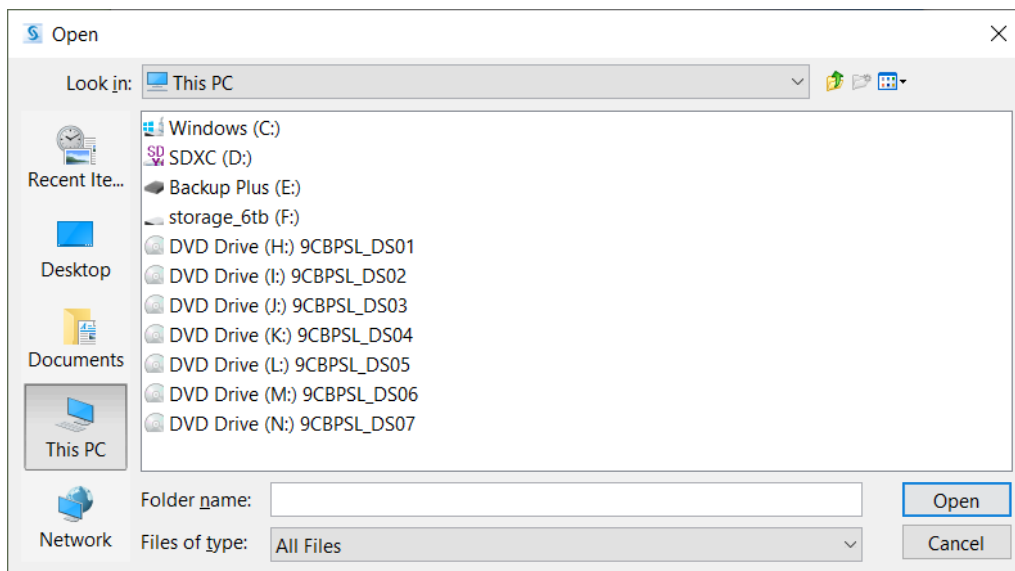 Open
Look in:
This PC
Recent Ite...
Desktop
Documents
This PC
Network
Windows (C:)
SDXC (D:)
Backup Plus (E:)
storage_6tb (F:)
DVD Drive (H:) 9CBPSL_DS01
DVD Drive (I:) 9CBPSL_DS02
DVD Drive (J:) 9CBPSL_DS03
DVD Drive (K:) 9CBPSL_DS04
DVD Drive (L:) 9CBPSL_DS05
DVD Drive (M:) 9CBPSL_DS06
DVD Drive (N:) 9CBPSL_DS07
Folder name:
Open
Files of type:
All Files
Cancel